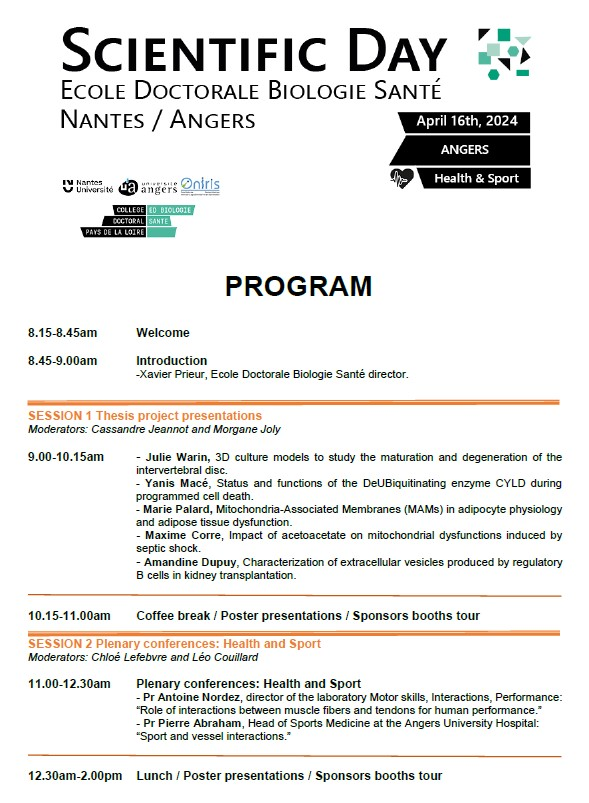 SCIENTIFIC DAY
ECOLE DOCTORALE BIOLOGIE SANTÉ
NANTES / ANGERS
April 16th, 2024
ANGERS
Health & Sport
Nantes Université
ua université angers
Oniris
COLLEGE ED BIOLOGIE
DOCTORAL SANTE
PAYS DE LA LOIRE
PROGRAM
8.15-8.45am Welcome
8.45-9.00am Introduction
-Xavier Prieur, Ecole Doctorale Biologie Santé director.
SESSION 1 Thesis project presentations
Moderators: Cassandre Jeannot and Morgane Joly
9.00-10.15am - Julie Warin, 3D culture models to study the maturation and degeneration of the
intervertebral disc.
- Yanis Macé, Status and functions of the DeUBiquitinating enzyme CYLD during
programmed cell death.
- Marie Palard, Mitochondria-Associated Membranes (MAMs) in adipocyte physiology
and adipose tissue dysfunction.
- Maxime Corre, Impact of acetoacetate on mitochondrial dysfunctions induced by
septic shock.
- Amandine Dupuy, Characterization of extracellular vesicles produced by regulatory
B cells in kidney transplantation.
10.15-11.00am Coffee break / Poster presentations / Sponsors booths tour
SESSION 2 Plenary conferences: Health and Sport
Moderators: Chloé Lefebvre and Léo Couillard
11.00-12.30am Plenary conferences: Health and Sport
- Pr Antoine Nordez, director of the laboratory Motor skills, Interactions, Performance:
“Role of interactions between muscle fibers and tendons for human performance.”
- Pr Pierre Abraham, Head of Sports Medicine at the Angers University Hospital:
“Sport and vessel interactions.”
12.30am-2.00pm Lunch / Poster presentations / Sponsors booths tour